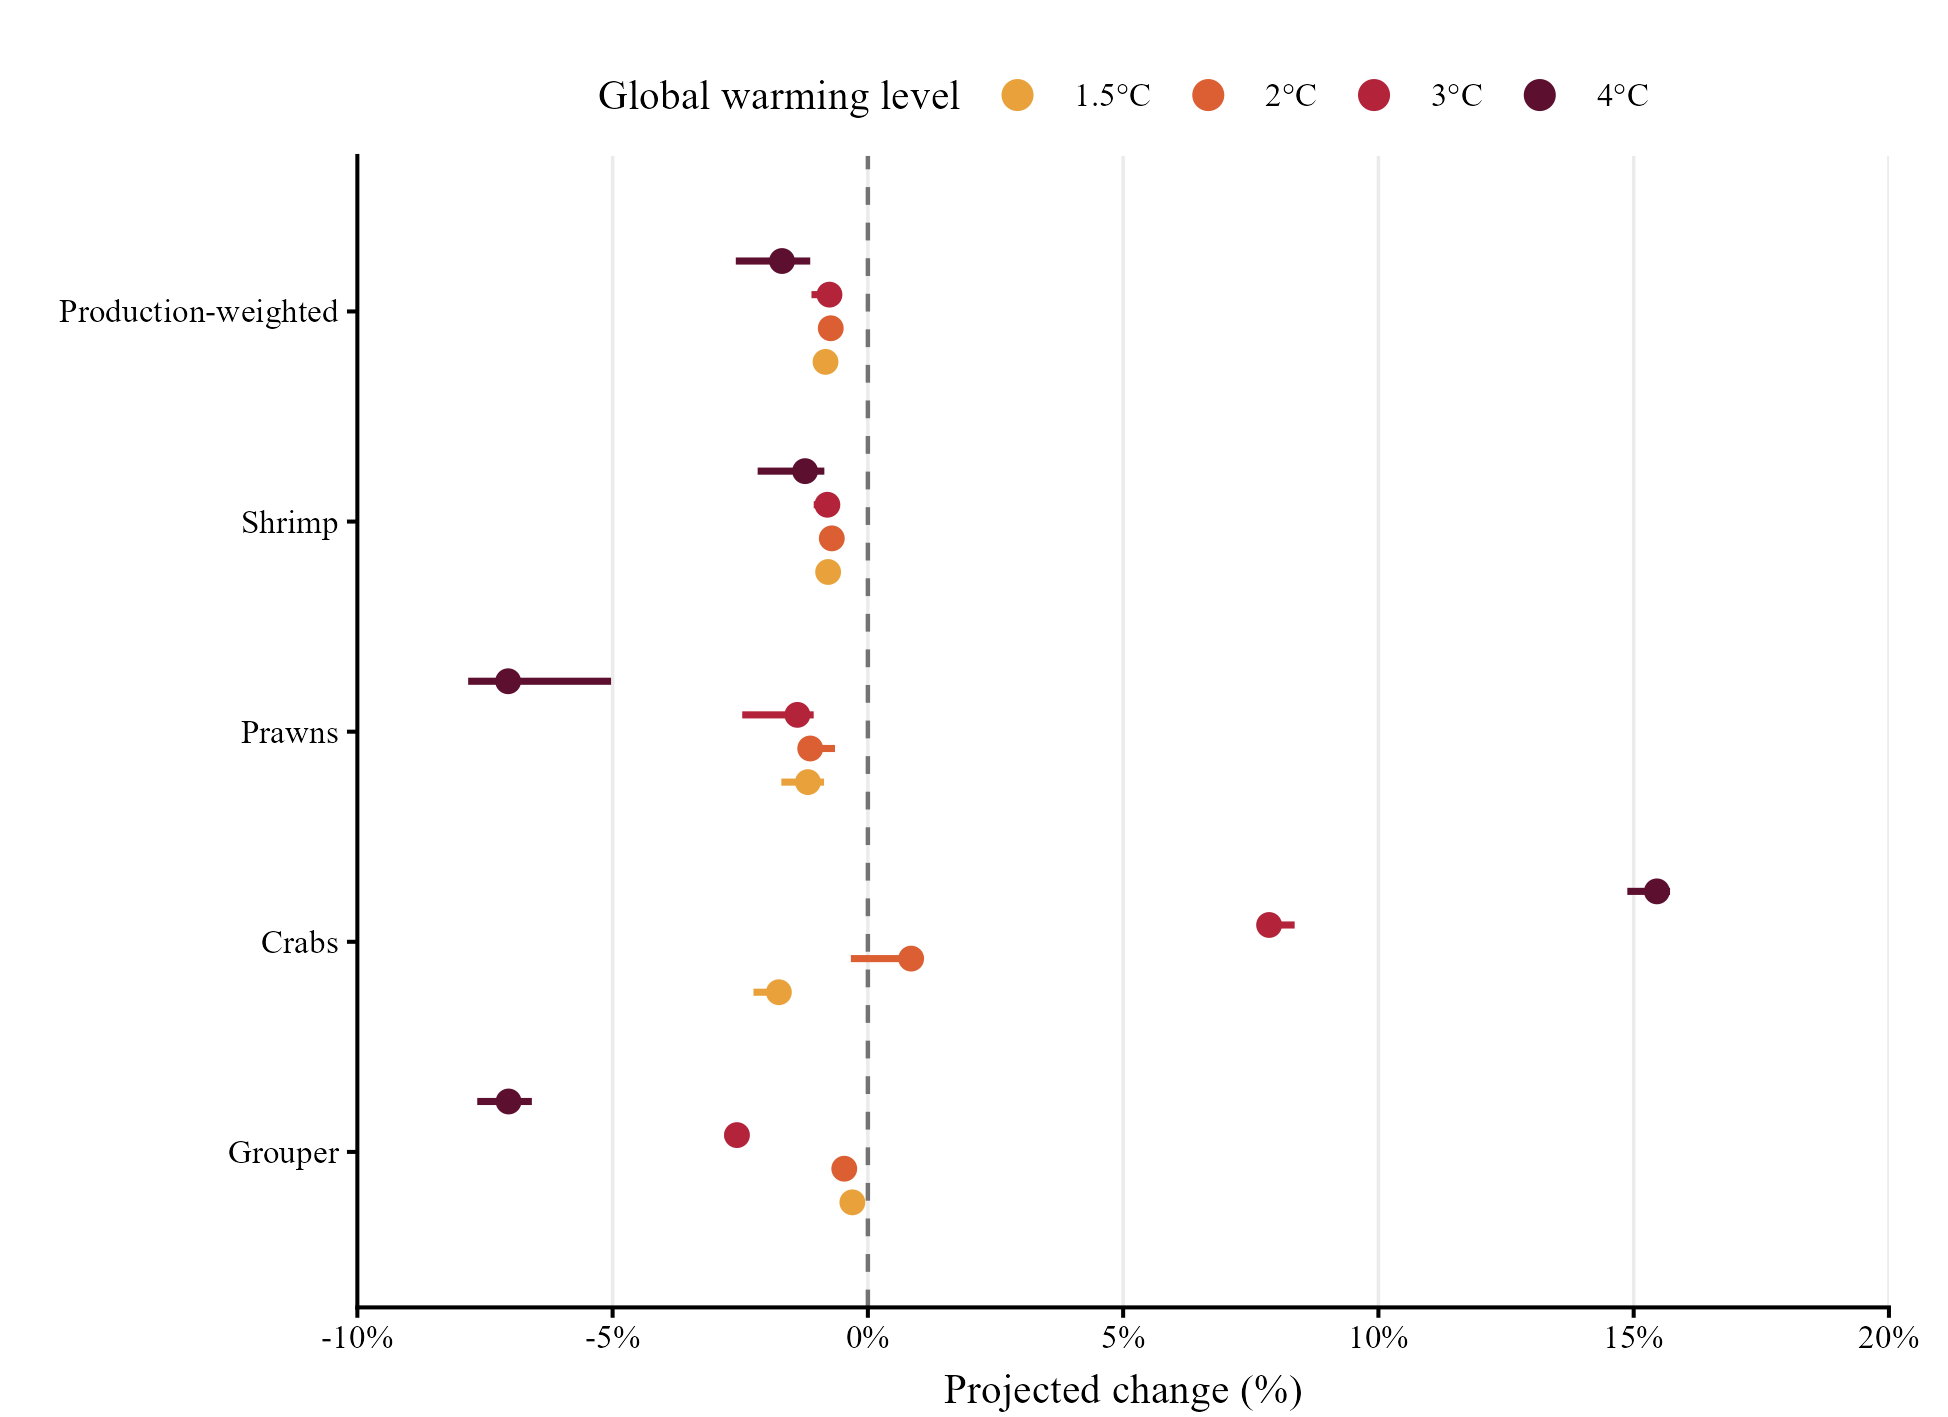 Global warming level 1.5°C 2°C 3°C 4°C
Production-weighted
Shrimp
Prawns
Crabs
Grouper
-10% -5% 0% 5% 10% 15% 20%
Projected change (%)